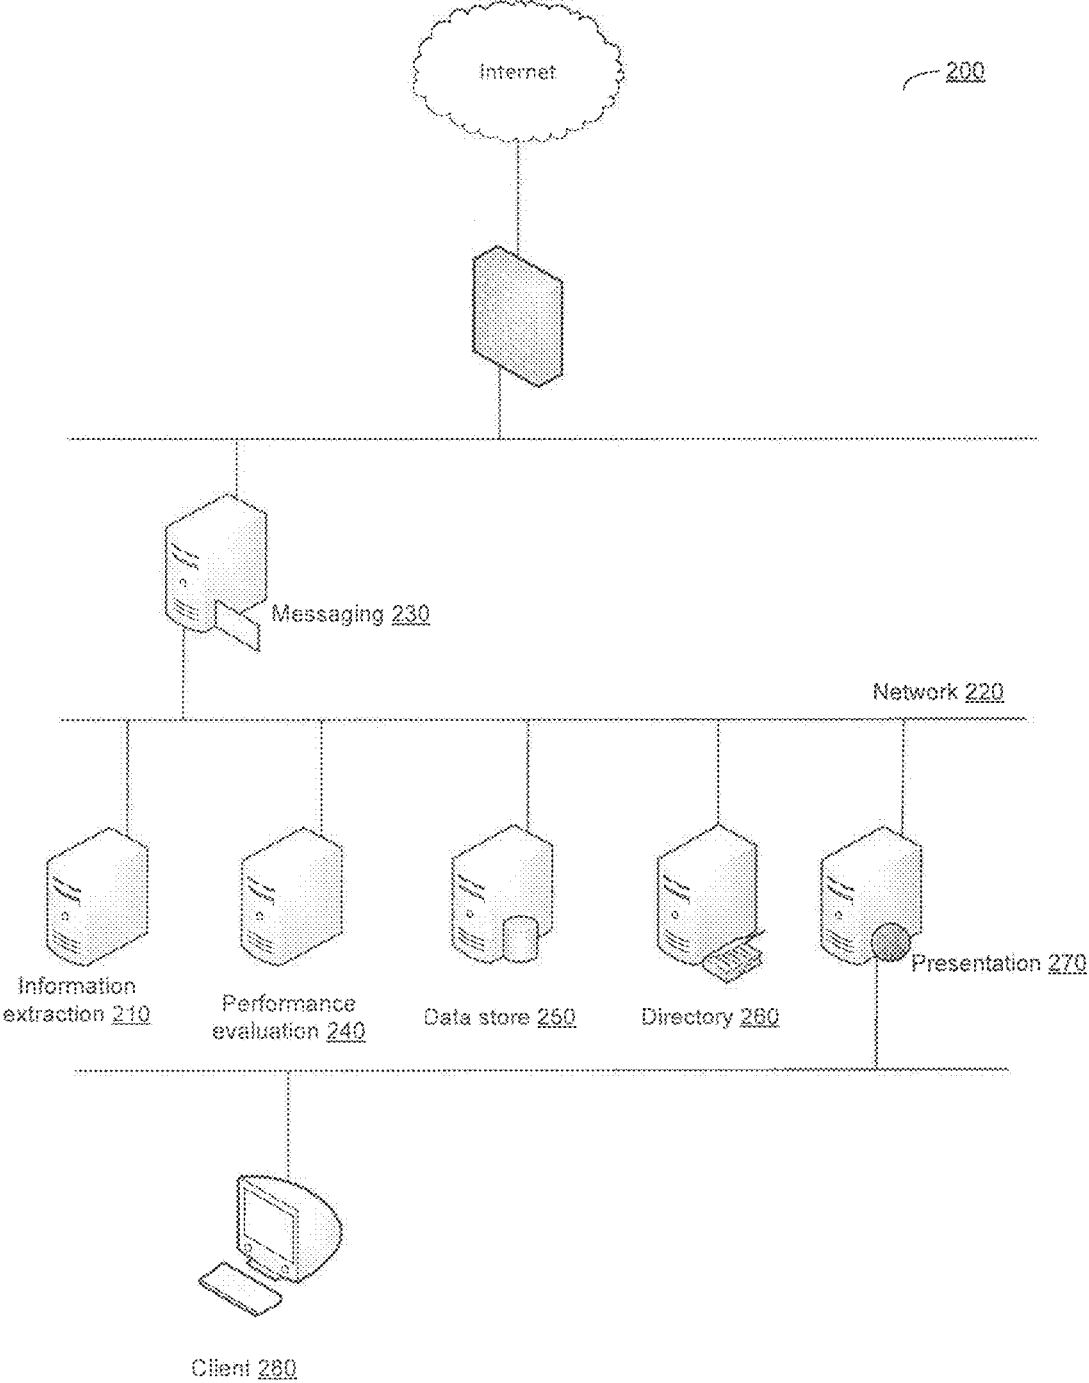 Internet
200
Messaging 230
Network 220
Information
extraction 210
Performance
evaluation 240
Data store 250
Directory 260
Presentation 270
Client 280